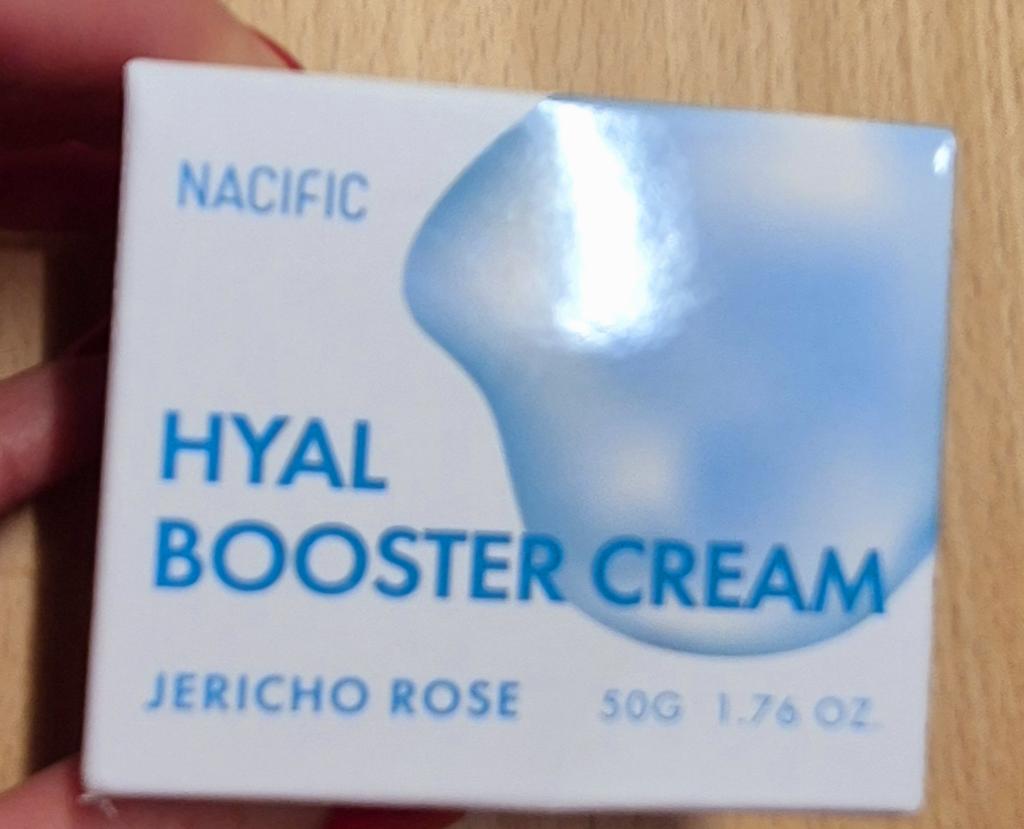 NACIFIC
HYAL
BOOSTER CREAM
JERICHO ROSE 50G 1.76 OZ.